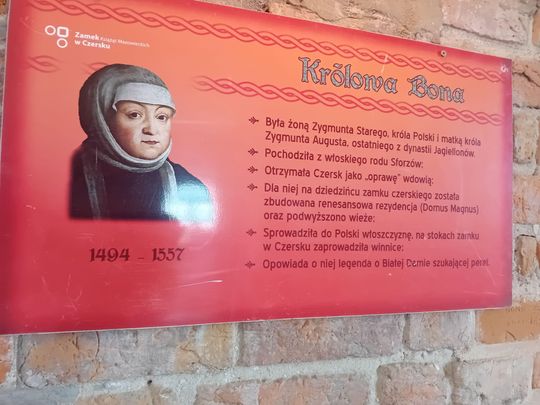 Zamek Książąt Mazowieckich
w Czersku
Królowa Bona
Była żoną Zygmunta Starego, króla Polski i matką króla
Zygmunta Augusta, ostatniego z dynastii Jagiellonów.
Pochodziła z włoskiego rodu Sforzów;
Otrzymała Czersk jako „oprawę” wdowią;
Dla niej na dziedzińcu zamku czerskiego została
zbudowana renesansowa rezydencja (Domus Magnus)
oraz podwyższono wieże;
Sprowadziła do Polski włoszczyznę, na stokach zamku
w Czersku zaprowadziła winnice;
Opowiada o niej legenda o Białej Damie szukającej pereł.
1494 - 1557